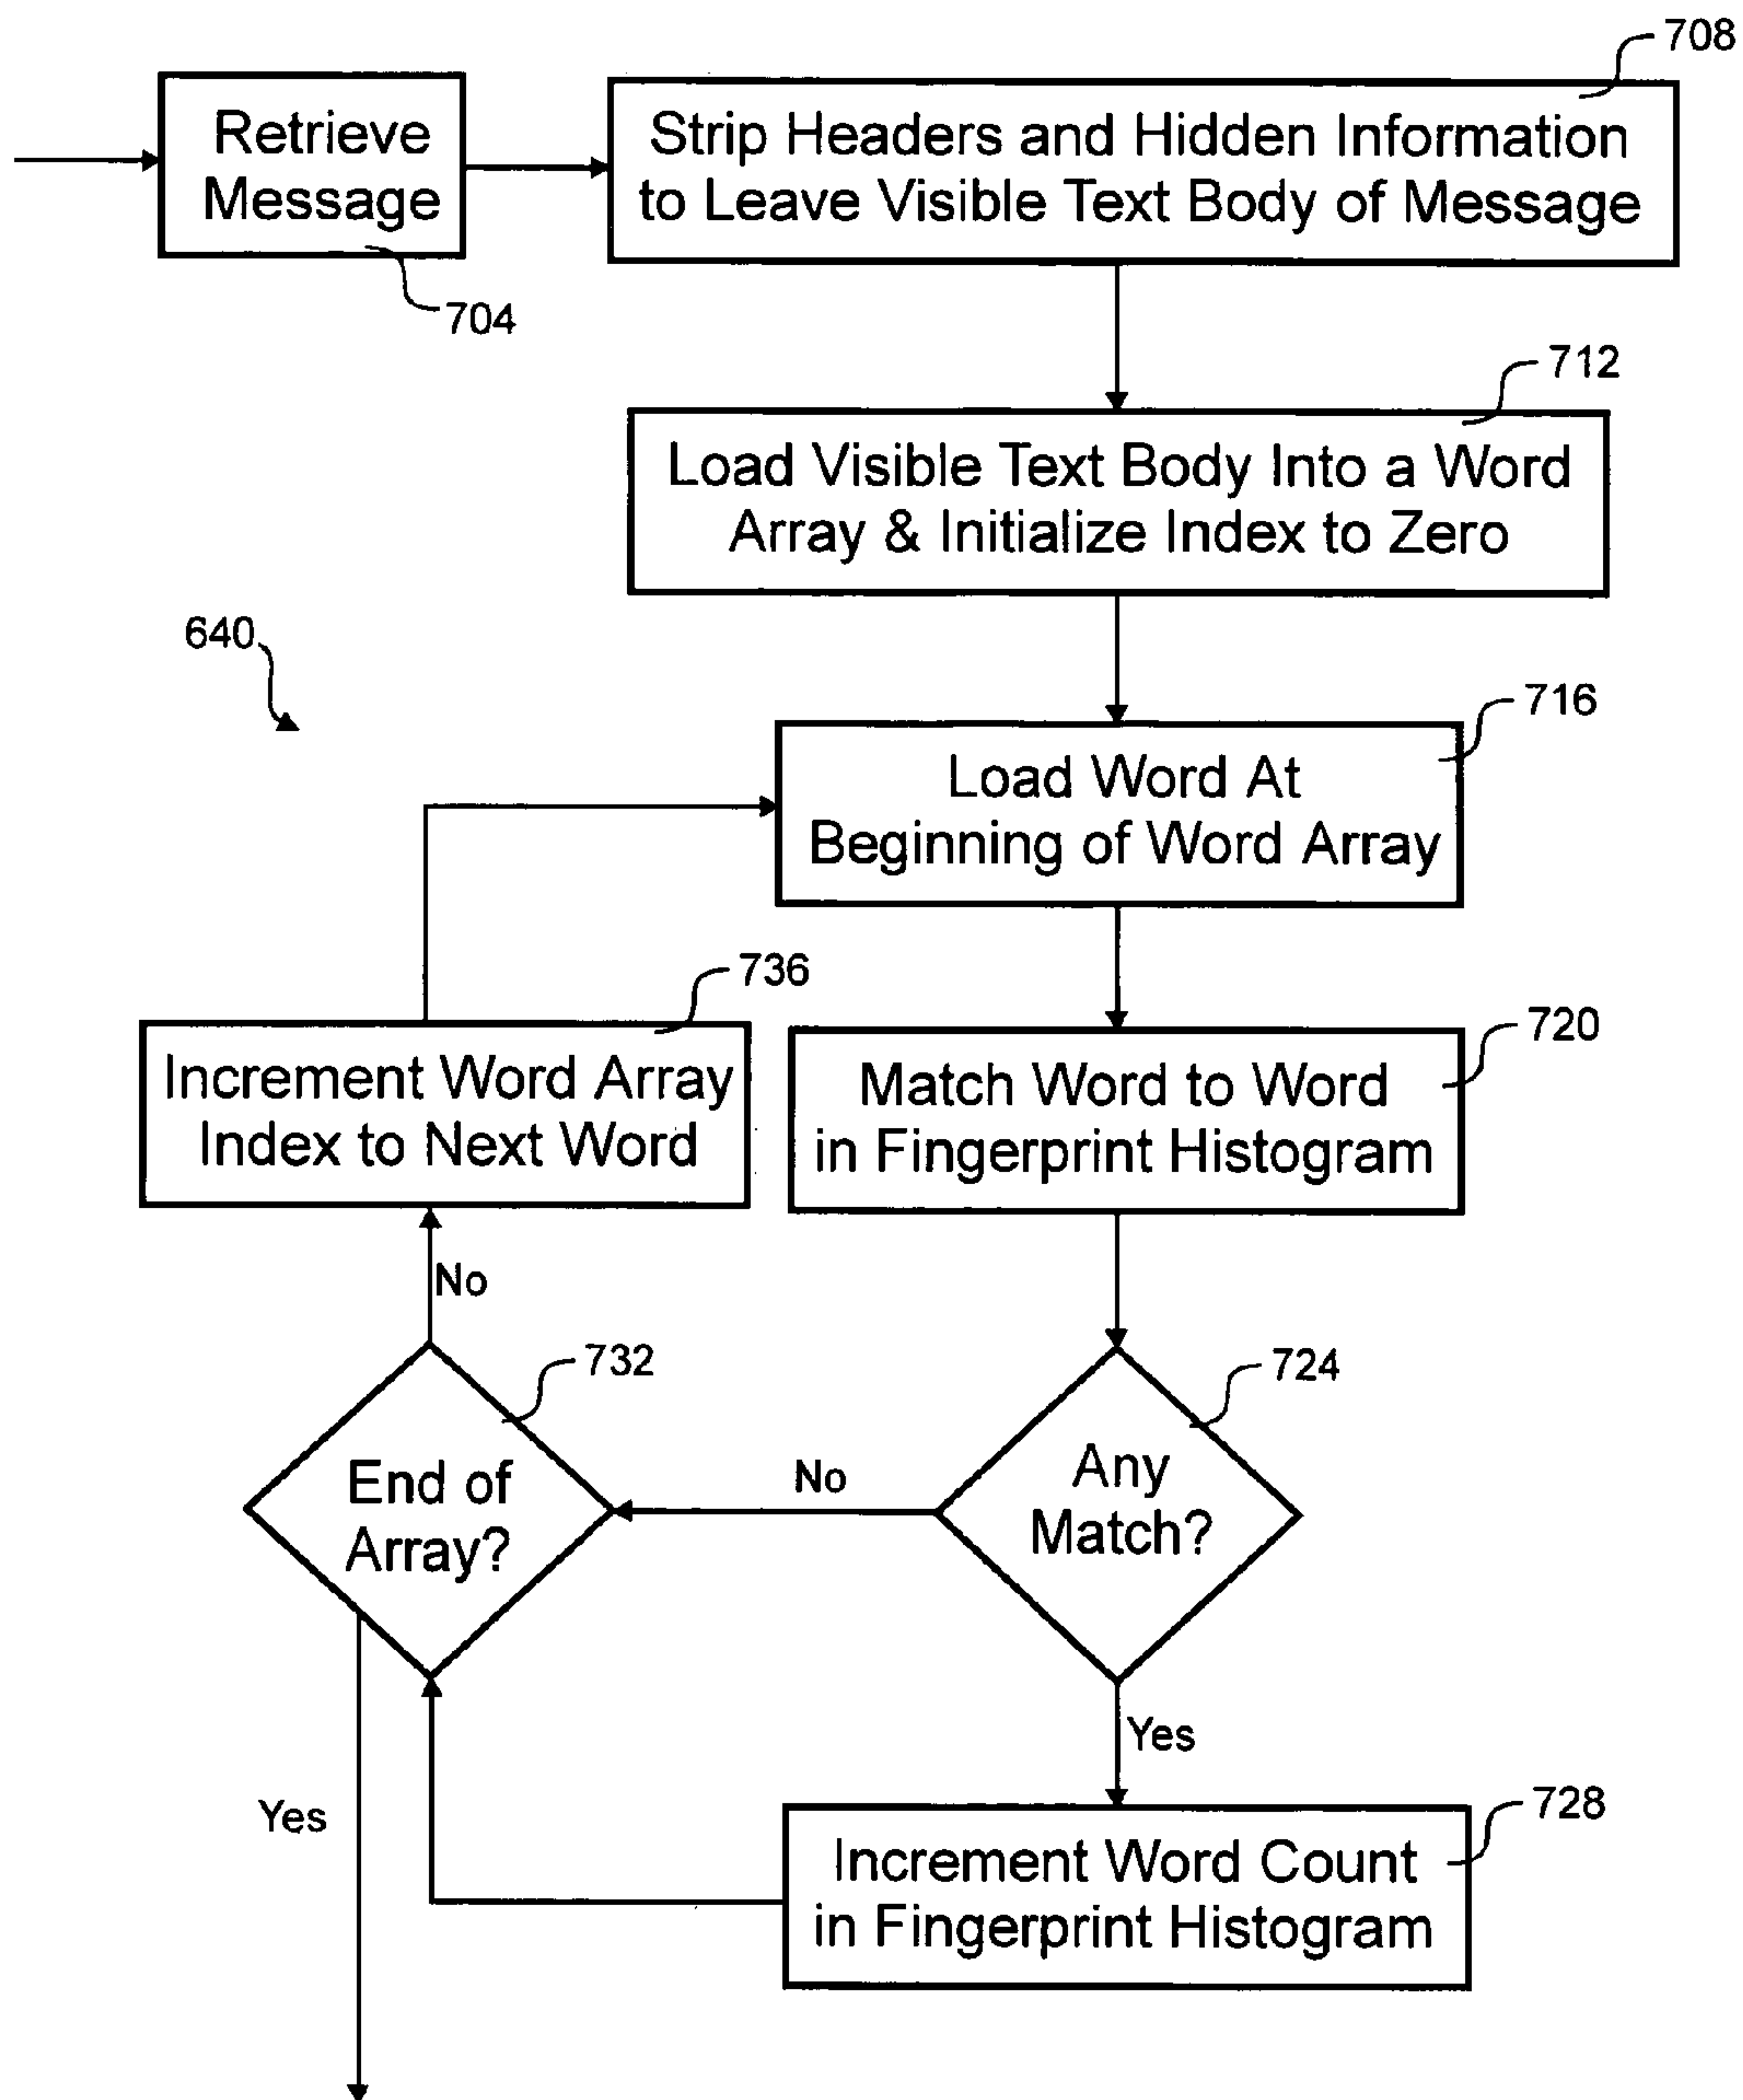 708
Retrieve
Message
704
Strip Headers and Hidden Information
to Leave Visible Text Body of Message
712
Load Visible Text Body Into a Word
Array & Initialize Index to Zero
640
716
Load Word At
Beginning of Word Array
736
Increment Word Array
Index to Next Word
720
Match Word to Word
in Fingerprint Histogram
No
732
End of
Array?
No
724
Any
Match?
Yes
Yes
728
Increment Word Count
in Fingerprint Histogram